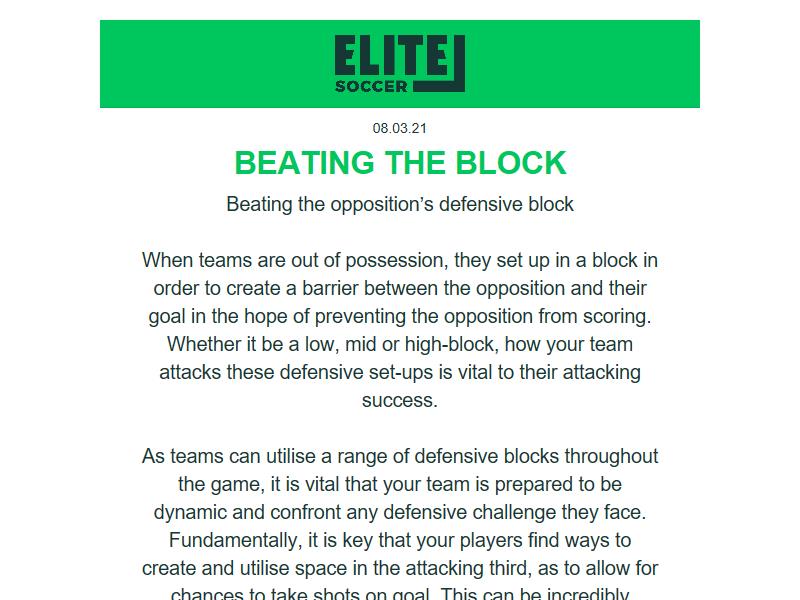 ELITE
SOCCER
08.03.21
BEATING THE BLOCK
Beating the opposition’s defensive block
When teams are out of possession, they set up in a block in
order to create a barrier between the opposition and their
goal in the hope of preventing the opposition from scoring.
Whether it be a low, mid or high-block, how your team
attacks these defensive set-ups is vital to their attacking
success.
As teams can utilise a range of defensive blocks throughout
the game, it is vital that your team is prepared to be
dynamic and confront any defensive challenge they face.
Fundamentally, it is key that your players find ways to
create and utilise space in the attacking third, as to allow for
chances to take shots on goal. This can be incredibly